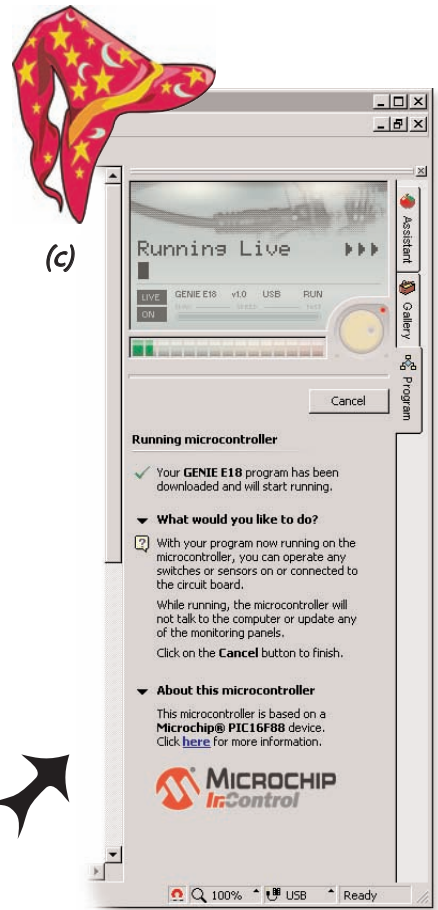 (c)
Running Live
LIVE GENIE E18 v1.0 USB RUN
ON
Assistant
Gallery
Program
Cancel
Running microcontroller
Your GENIE E18 program has been
downloaded and will start running.
What would you like to do?
With your program now running on the
microcontroller, you can operate any
switches or sensors on or connected to
the circuit board.
While running, the microcontroller will
not talk to the computer or update any
of the monitoring panels.
Click on the Cancel button to finish.
About this microcontroller
This microcontroller is based on a
Microchip® PIC16F88 device.
Click here for more information.
MICROCHIP
InControl
100% USB Ready